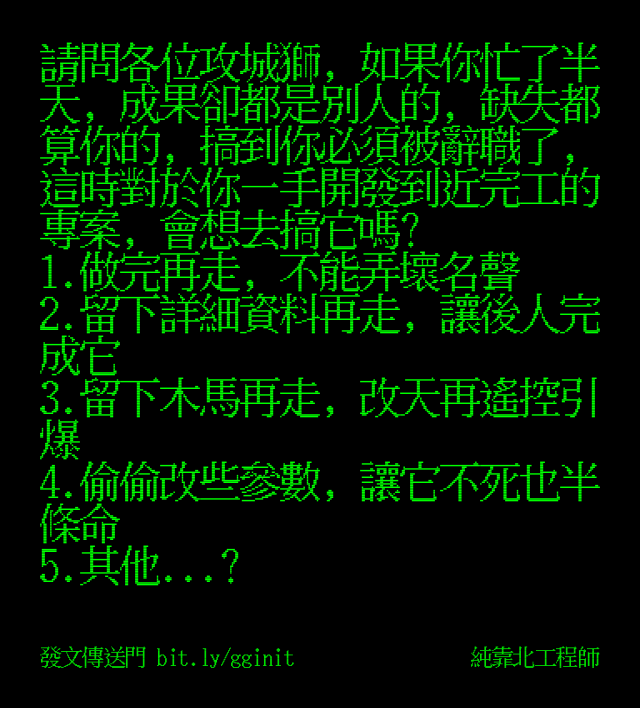 請問各位攻城獅，如果你忙了半
天，成果卻都是別人的，缺失都
算你的，搞到你必須被辭職了，
這時對於你一手開發到近完工的
專案，會想去搞它嗎?
1.做完再走，不能弄壞名聲
2.留下詳細資料再走，讓後人完
成它
3.留下木馬再走，改天再遙控引
爆
4.偷偷改些參數，讓它不死也半
條命
5.其他...?
發文傳送門 bit.ly/gginit
純靠北工程師